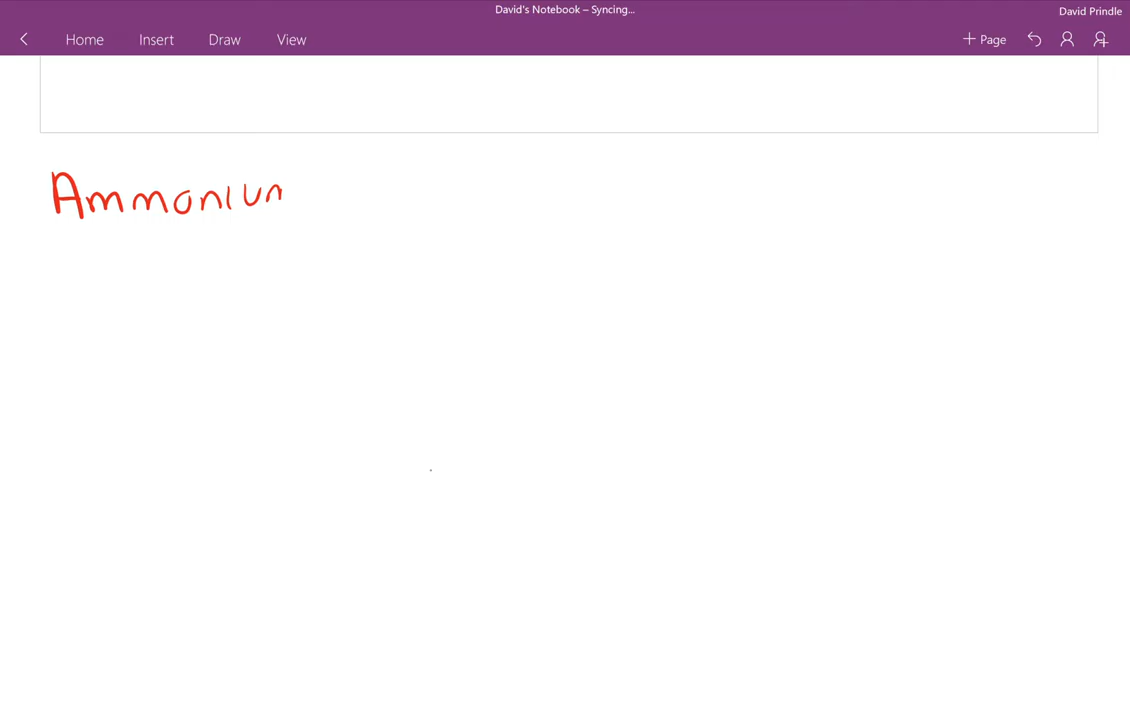 David's Notebook – Syncing...
David Prindle
Home Insert Draw View + Page
Ammoniun